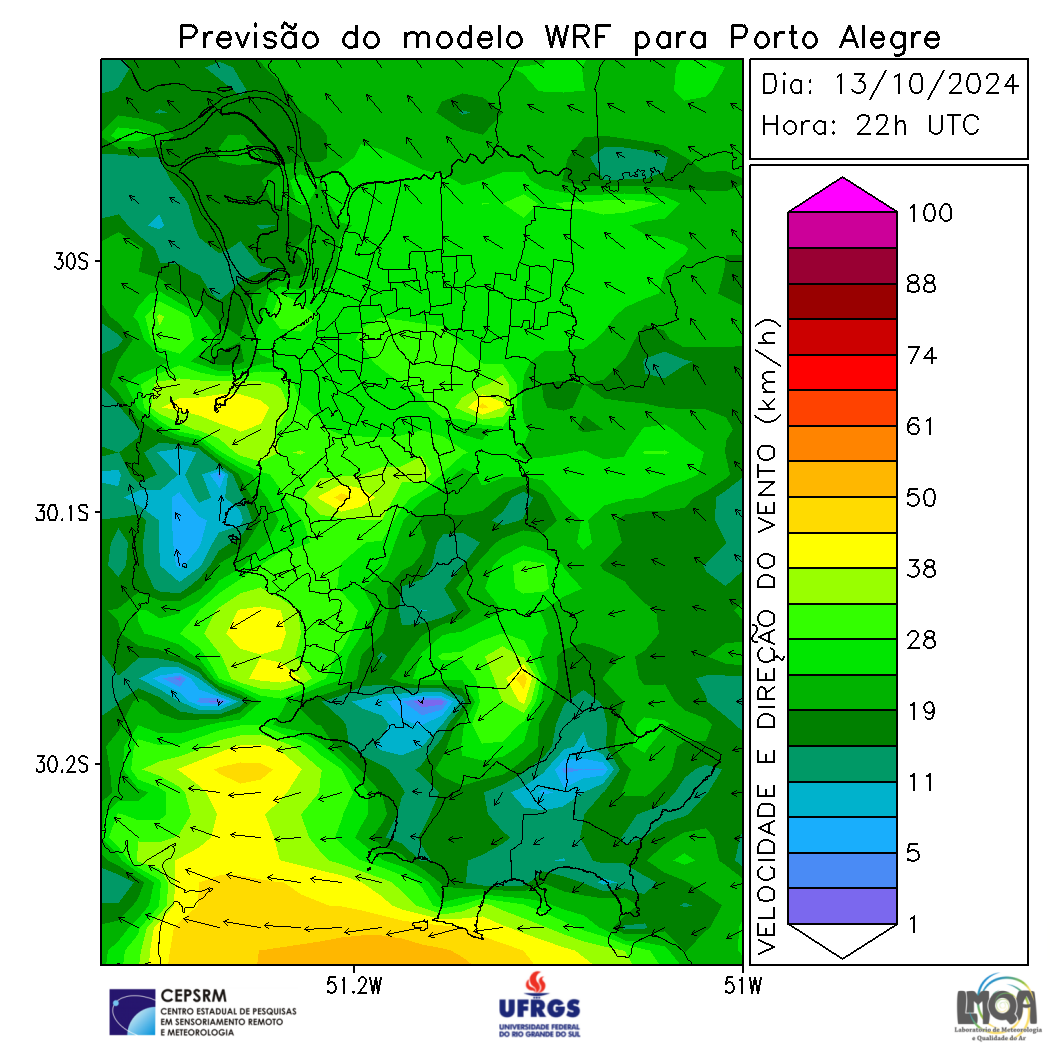 Previsão do modelo WRF para Porto Alegre
Dia: 13/10/2024
Hora: 22h UTC
30S
30.1S
30.2S
51.2W
51W
VELOCIDADE E DIREÇÃO DO VENTO (km/h)
100
88
74
61
50
38
28
19
11
5
1
CEPSRM
CENTRO ESTADUAL DE PESQUISAS
EM SENSORIAMENTO REMOTO
E METEOROLOGIA
UFRGS
UNIVERSIDADE FEDERAL
DO RIO GRANDE DO SUL
LMQA
Laboratório de Meteorologia
e Qualidade do Ar